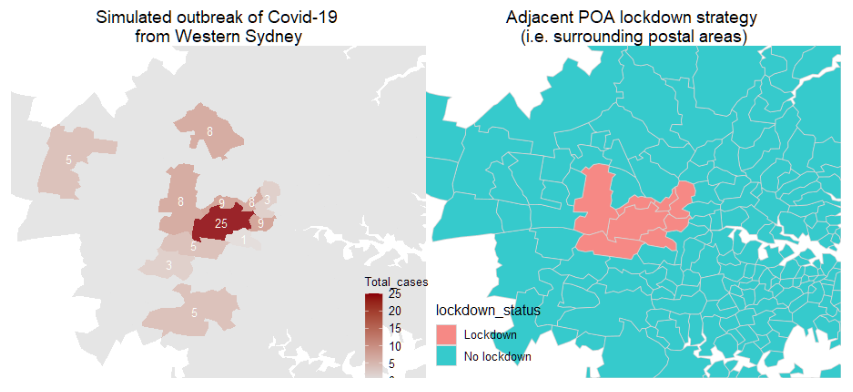 Simulated outbreak of Covid-19
from Western Sydney
Adjacent POA lockdown strategy
(i.e. surrounding postal areas)
8
5
8
9
8
3
25
9
5
1
3
5
Total_cases
25
20
15
10
5
lockdown_status
Lockdown
No lockdown